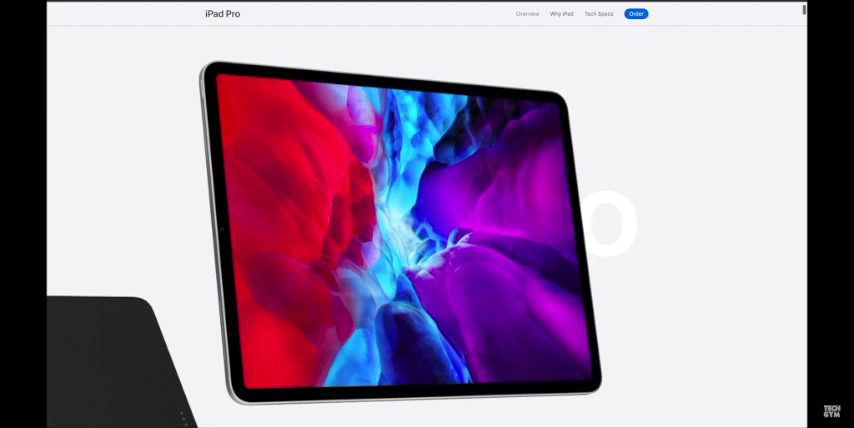 iPad Pro
Overview
Why iPad
Tech Specs
Order
o
TECH
GYM